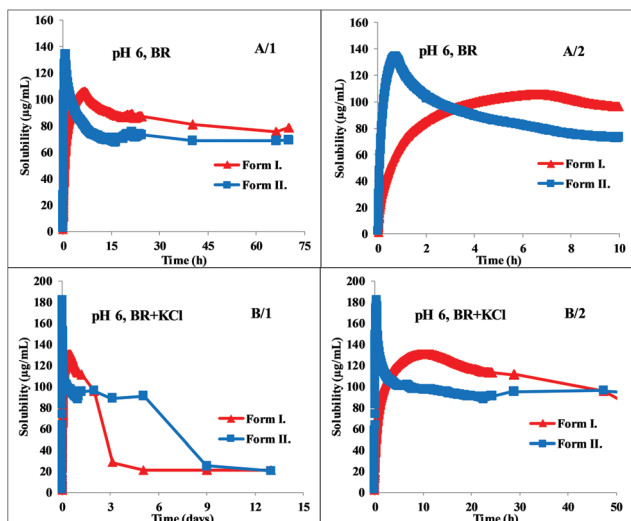 160
140
120
100
80
60
40
20
0
Solubility (µg/mL)
pH 6, BR
A/1
Form I.
Form II.
0 15 30 45 60 75
Time (h)
160
140
120
100
80
60
40
20
0
Solubility (µg/mL)
pH 6, BR
A/2
Form I.
Form II.
0 2 4 6 8 10
Time (h)
200
180
160
140
120
100
80
60
40
20
0
Solubility (µg/mL)
pH 6, BR+KCl
B/1
Form I.
Form II.
0 3 6 9 12 15
Time (days)
200
180
160
140
120
100
80
60
40
20
0
Solubility (µg/mL)
pH 6, BR+KCl
B/2
Form I.
Form II.
0 10 20 30 40 50
Time (h)